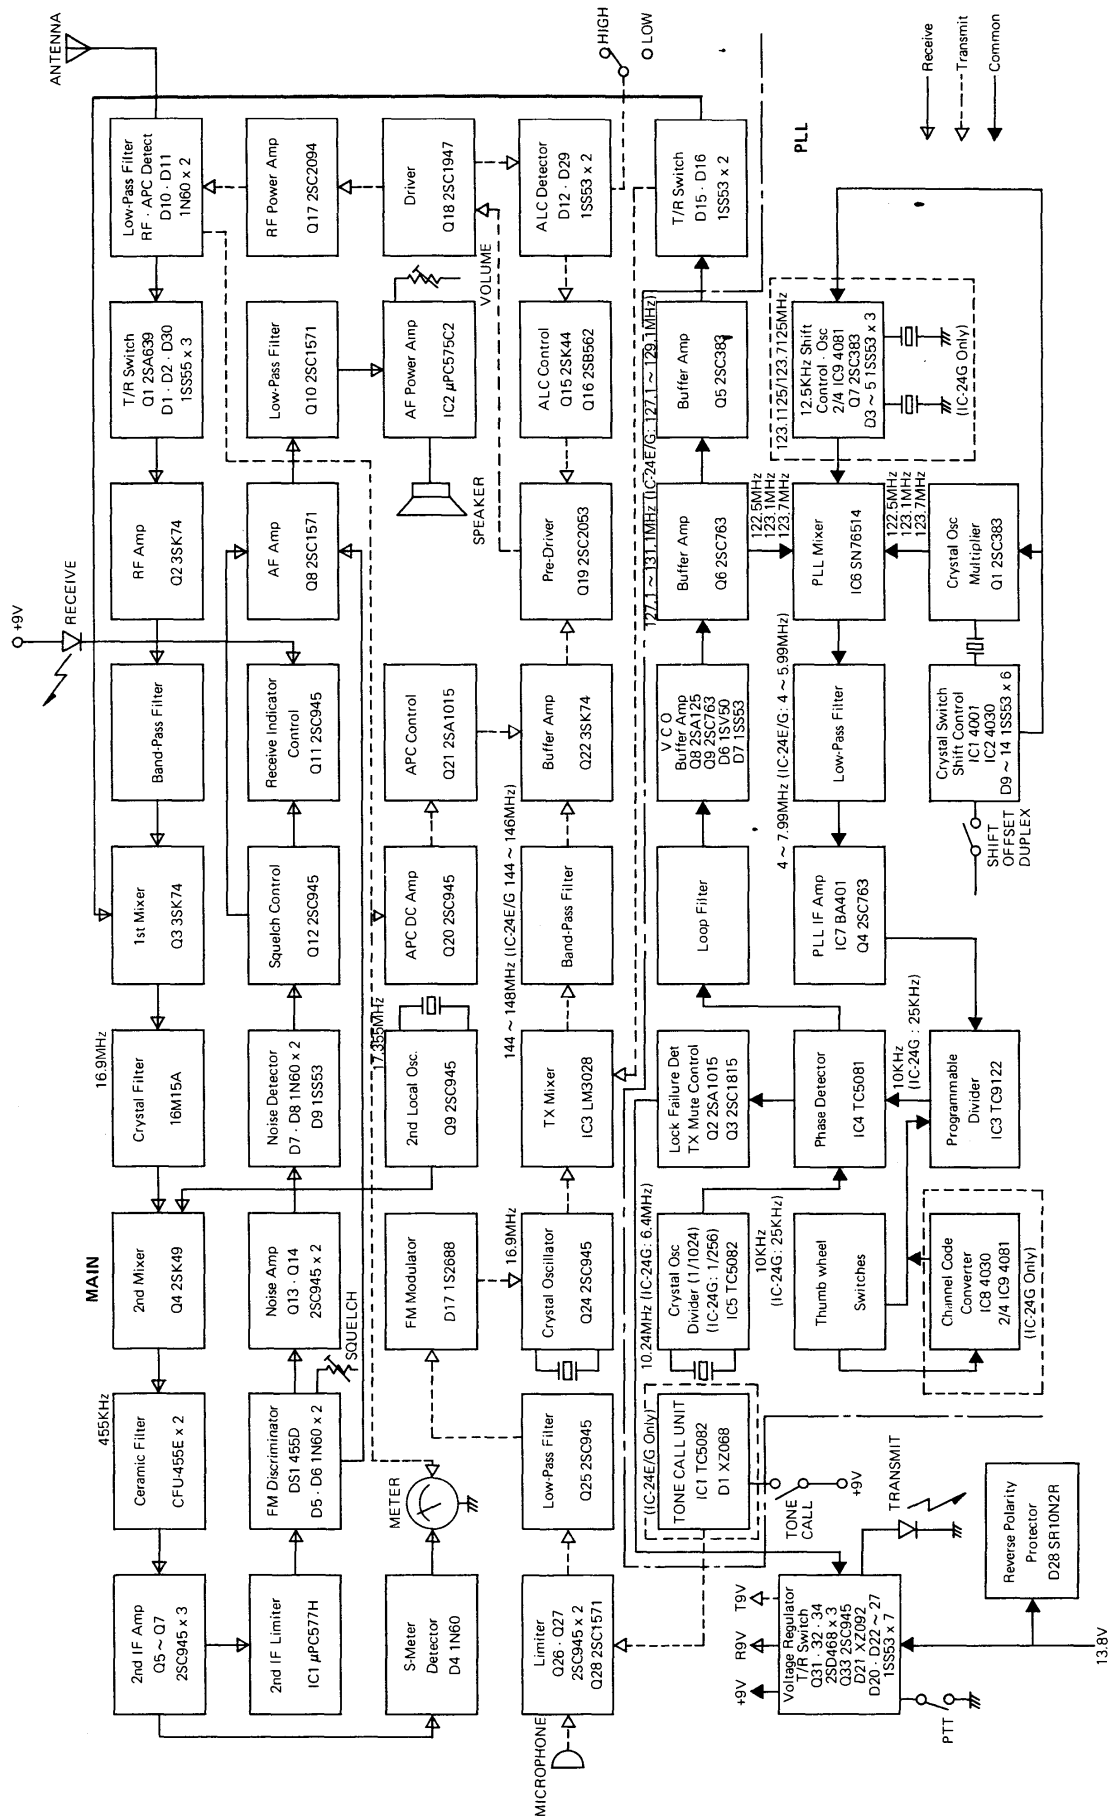 MAIN
ANTENNA
Low-Pass Filter
RF · APC Detect
D10 · D11
1N60 x 2
T/R Switch
Q1 2SA639
D1 · D2 · D30
1SS55 x 3
RF Amp
Q2 3SK74
Band-Pass Filter
1st Mixer
Q3 3SK74
16.9MHz
Crystal Filter
16M15A
2nd Mixer
Q4 2SK49
455KHz
Ceramic Filter
CFU-455E x 2
2nd IF Amp
Q5 ~ Q7
2SC945 x 3
+9V
RECEIVE
2nd IF Limiter
IC1 μPC577H
FM Discriminator
DS1 455D
D5 · D6 1N60 x 2
SQUELCH
Noise Amp
Q13 · Q14
2SC945 x 2
Noise Detector
D7 · D8 1N60 x 2
D9 1SS53
Squelch Control
Q12 2SC945
Receive Indicator
Control
Q11 2SC945
AF Amp
Q8 2SC1571
Low-Pass Filter
Q10 2SC1571
RF Power Amp
Q17 2SC2094
S-Meter
Detector
D4 1N60
METER
FM Modulator
D17 1S2688
17.355MHz
2nd Local Osc.
Q9 2SC945
APC DC Amp
Q20 2SC945
APC Control
Q21 2SA1015
SPEAKER
AF Power Amp
IC2 μPC575C2
VOLUME
Driver
Q18 2SC1947
MICROPHONE
Limiter
Q26 · Q27
2SC945 x 2
Q28 2SC1571
Low-Pass Filter
Q25 2SC945
16.9MHz
Crystal Oscillator
Q24 2SC945
TX Mixer
IC3 LM3028
144 ~ 148MHz (IC-24E/G 144 ~ 146MHz)
Band-Pass Filter
Buffer Amp
Q22 3SK74
Pre-Driver
Q19 2SC2053
ALC Control
Q15 2SK44
Q16 2SB562
ALC Detector
D12 · D29
1SS53 x 2
HIGH
LOW
(IC-24E/G Only)
TONE CALL UNIT
IC1 TC5082
D1 XZ068
TONE
CALL
+9V
10.24MHz (IC-24G: 6.4MHz)
Crystal Osc
Divider (1/1024)
(IC-24G: 1/256)
IC5 TC5082
10KHz
(IC-24G: 25KHz)
Lock Failure Det
TX Mute Control
Q2 2SA1015
Q3 2SC1815
Loop Filter
V C O
Buffer Amp
Q8 2SA125
Q9 2SC763
D6 1SV50
D7 1SS53
127.1 ~ 131.1MHz (IC-24E/G: 127.1 ~ 129.1MHz)
Buffer Amp
Q6 2SC763
Buffer Amp
Q5 2SC383
T/R Switch
D15 · D16
1SS53 x 2
PLL
+9V
R9V
T9V
Voltage Regulator
T/R Switch
Q31 · 32 · 34
2SD468 x 3
Q33 2SC945
D21 XZ092
D20 · D22 ~ 27
1SS53 x 7
PTT
TRANSMIT
Thumb wheel
Switches
Phase Detector
IC4 TC5081
10KHz
(IC-24G : 25KHz)
PLL IF Amp
IC7 BA401
Q4 2SC763
4 ~ 7.99MHz (IC-24E/G: 4 ~ 5.99MHz)
Low-Pass Filter
122.5MHz
123.1MHz
123.7MHz
PLL Mixer
IC6 SN76514
122.5MHz
123.1MHz
123.7MHz
123.1125/123.7125MHz
12.5KHz Shift
Control · Osc
2/4 IC9 4081
Q7 2SC383
D3 ~ 5 1SS53 x 3
(IC-24G Only)
Channel Code
Converter
IC8 4030
2/4 IC9 4081
(IC-24G Only)
Programmable
Divider
IC3 TC9122
SHIFT
OFFSET
DUPLEX
Crystal Switch
Shift Control
IC1 4001
IC2 4030
D9 ~ 14 1SS53 x 6
Crystal Osc
Multiplier
Q1 2SC383
Reverse Polarity
Protector
D28 SR10N2R
13.8V
Receive
Transmit
Common